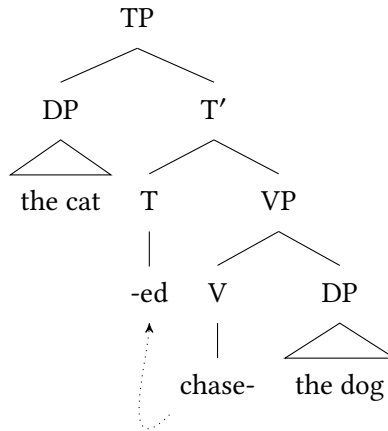 TP
DP T′
the cat T VP
-ed V DP
chase- the dog